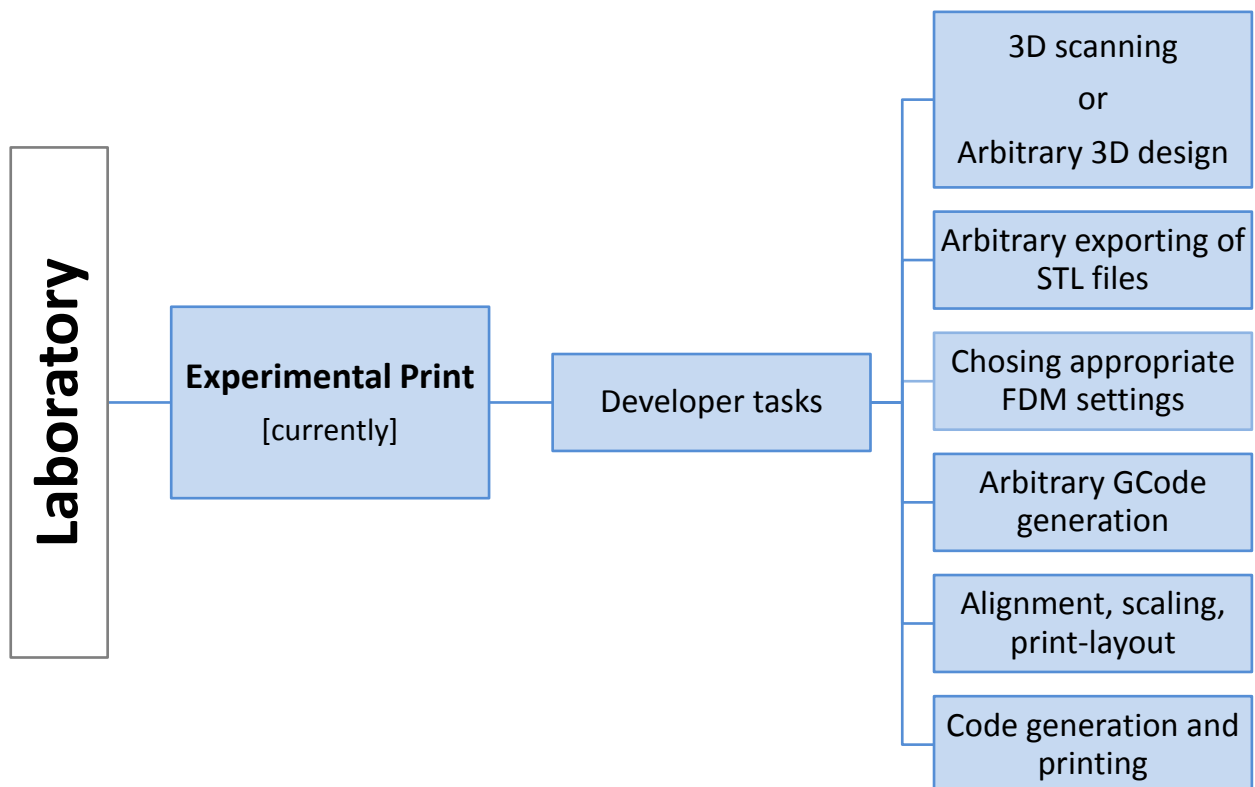 Laboratory
Experimental Print
[currently]
Developer tasks
3D scanning
or
Arbitrary 3D design
Arbitrary exporting of
STL files
Chosing appropriate
FDM settings
Arbitrary GCode
generation
Alignment, scaling,
print-layout
Code generation and
printing